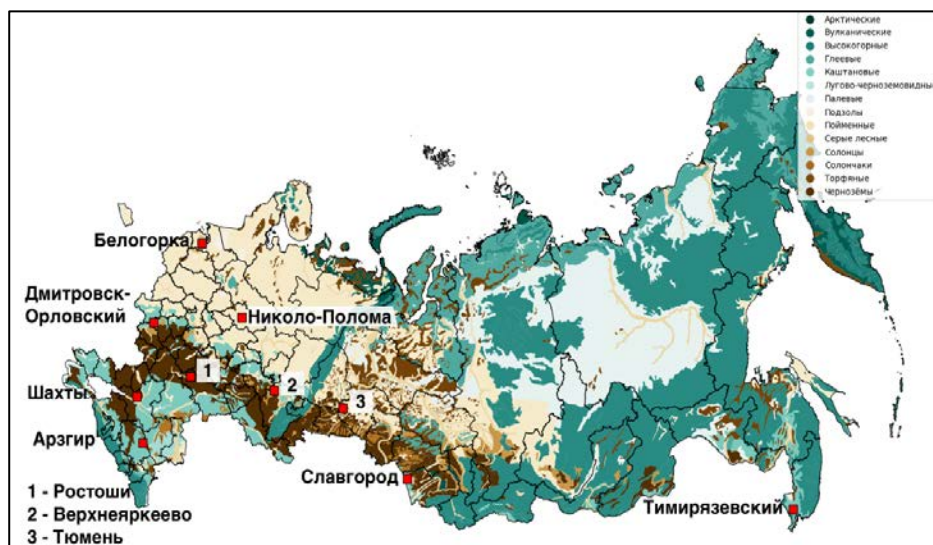 Арктические
Вулканические
Высокогорные
Глеевые
Каштановые
Лугово-черноземовидные
Палевые
Подзолы
Пойменные
Серые лесные
Солонцы
Солончаки
Торфяные
Чернозёмы
Белогорка
Дмитровск-
Орловский
Николо-Полома
1
2
Шахты
3
Арзгир
Славгород
1 - Ростоши
2 - Верхнеяркеево
3 - Тюмень
Тимирязевский